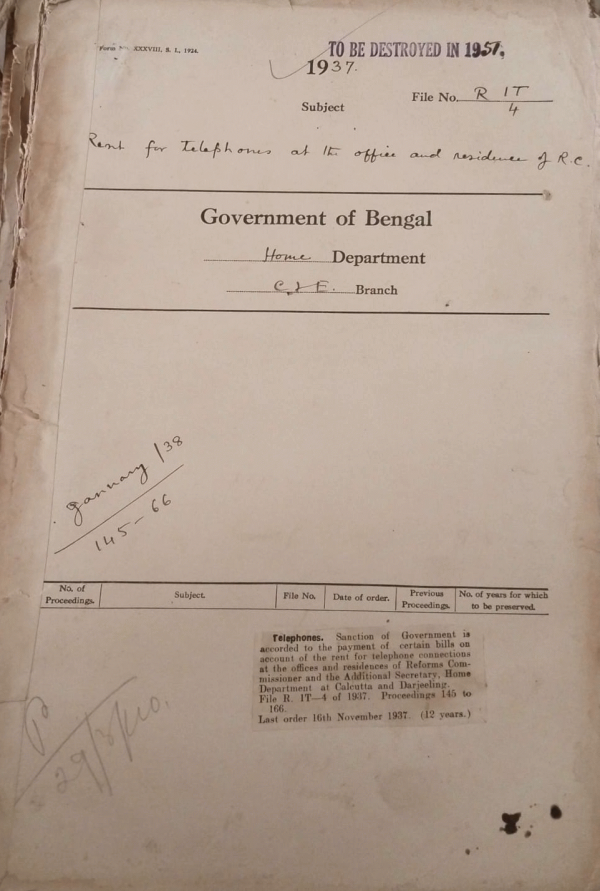 Form No. XXXVIII, S. I., 1924.
TO BE DESTROYED IN 1957.
1937.
File No. R 1T
4
Subject
Rent for telephones at the office and residence of R.C.
Government of Bengal
Home Department
C & E. Branch
January /38
145-66
No. of Proceedings.
Subject.
File No.
Date of order.
Previous Proceedings.
No. of years for which to be preserved.
Telephones. Sanction of Government is
accorded to the payment of certain bills on
account of the rent for telephone connections
at the offices and residences of Reforms Com-
missioner and the Additional Secretary, Home
Department at Calcutta and Darjeeling.
File R. 1T—4 of 1937. Proceedings 145 to
166.
Last order 16th November 1937. (12 years.)